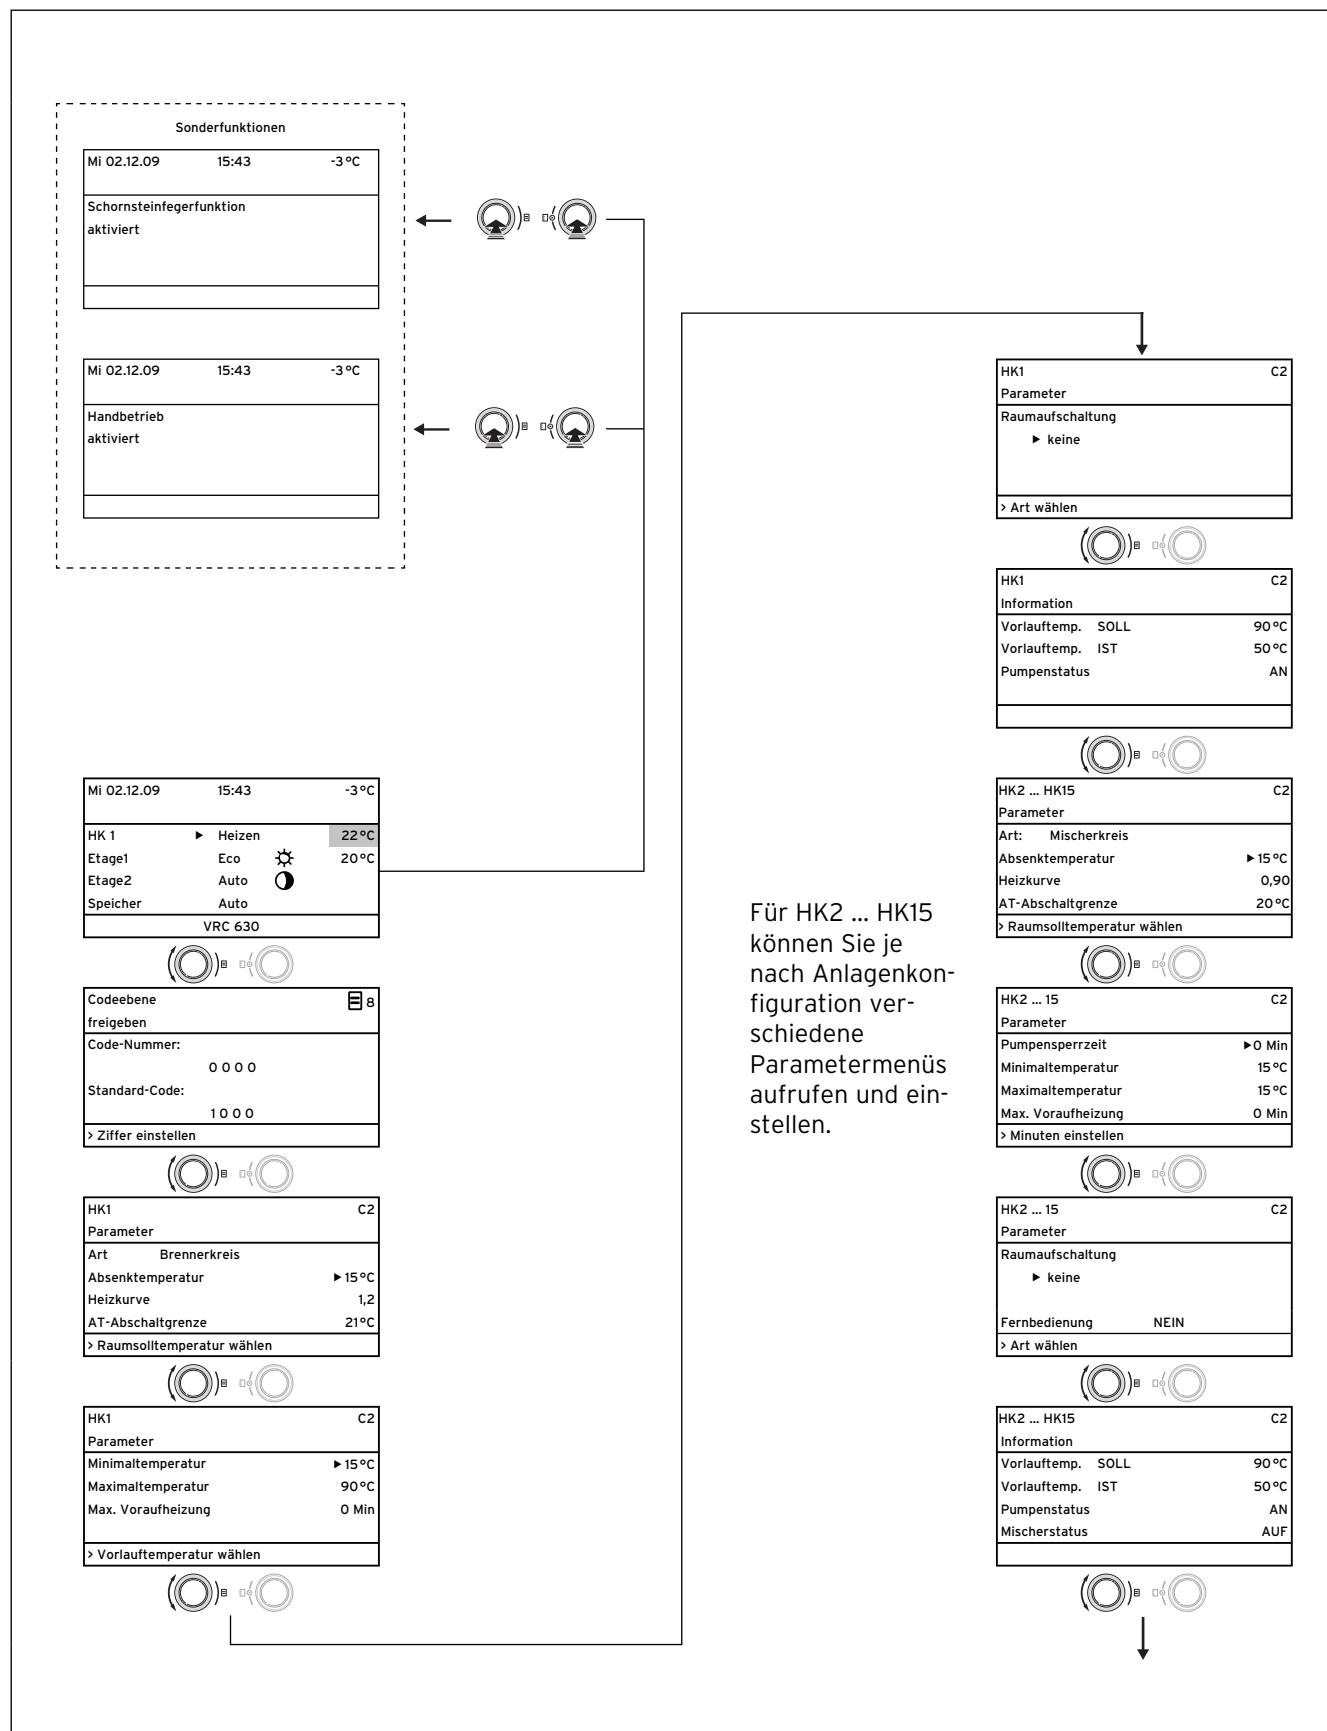 Sonderfunktionen
Mi 02.12.09 15:43 -3 °C
Schornsteinfegerfunktion
aktiviert
Mi 02.12.09 15:43 -3 °C
Handbetrieb
aktiviert
Mi 02.12.09 15:43 -3 °C
HK 1 ▶ Heizen 22 °C
Etage1 Eco 20 °C
Etage2 Auto
Speicher Auto
VRC 630
Codeebene 8
freigeben
Code-Nummer:
0 0 0 0
Standard-Code:
1 0 0 0
> Ziffer einstellen
HK1 C2
Parameter
Art Brennerkreis
Absenktemperatur ▶ 15 °C
Heizkurve 1,2
AT-Abschaltgrenze 21 °C
> Raumsolltemperatur wählen
HK1 C2
Parameter
Minimaltemperatur ▶ 15 °C
Maximaltemperatur 90 °C
Max. Voraufheizung 0 Min
> Vorlauftemperatur wählen
Für HK2 ... HK15
können Sie je
nach Anlagenkon-
figuration ver-
schiedene
Parametermenüs
aufrufen und ein-
stellen.
HK1 C2
Parameter
Raumaufschaltung
▶ keine
> Art wählen
HK1 C2
Information
Vorlauftemp. SOLL 90 °C
Vorlauftemp. IST 50 °C
Pumpenstatus AN
HK2 ... HK15 C2
Parameter
Art: Mischerkreis
Absenktemperatur ▶ 15 °C
Heizkurve 0,90
AT-Abschaltgrenze 20 °C
> Raumsolltemperatur wählen
HK2 ... 15 C2
Parameter
Pumpensperrzeit ▶0 Min
Minimaltemperatur 15 °C
Maximaltemperatur 15 °C
Max. Voraufheizung 0 Min
> Minuten einstellen
HK2 ... 15 C2
Parameter
Raumaufschaltung
▶ keine
Fernbedienung NEIN
> Art wählen
HK2 ... HK15 C2
Information
Vorlauftemp. SOLL 90 °C
Vorlauftemp. IST 50 °C
Pumpenstatus AN
Mischerstatus AUF